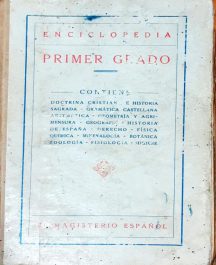 ENCICLOPEDIA
PRIMER GRADO
CONTIENE
DOCTRINA CRISTIANA E HISTORIA
SAGRADA - GRAMÁTICA CASTELLANA
ARITMÉTICA - GEOMETRÍA Y AGRI-
MENSURA - GEOGRAFÍA - HISTORIA
DE ESPAÑA - DERECHO - FÍSICA
QUÍMICA - MINERALOGÍA - BOTÁNICA
ZOOLOGÍA - FISIOLOGÍA - HIGIENE
MAGISTERIO ESPAÑOL